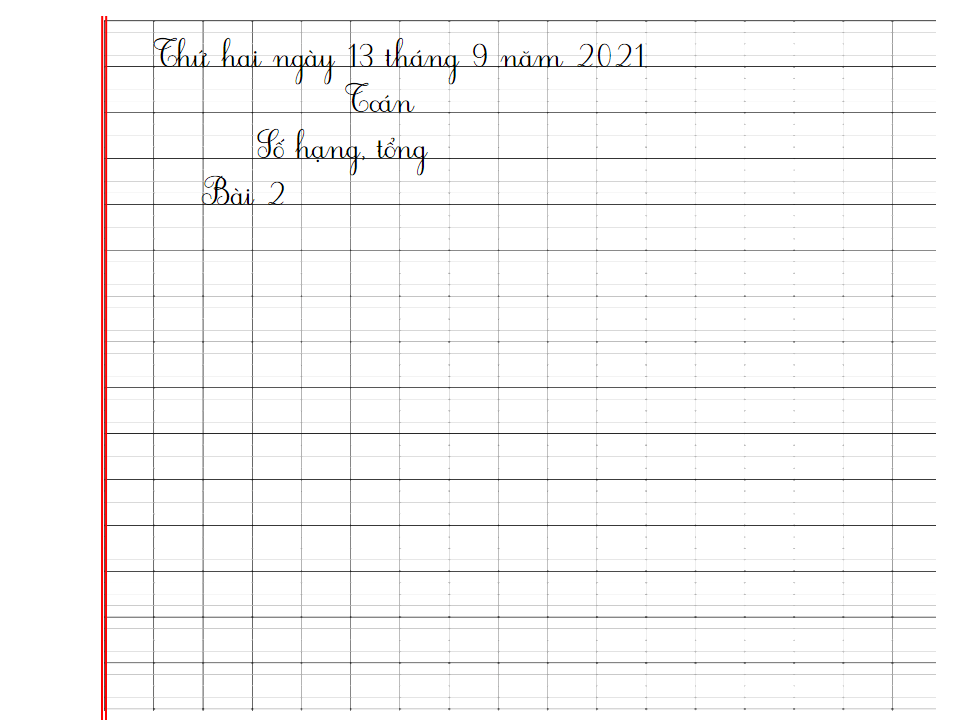 Thứ hai ngày 13 tháng 9 năm 2021
Toán
Số hạng, tổng
Bài 2